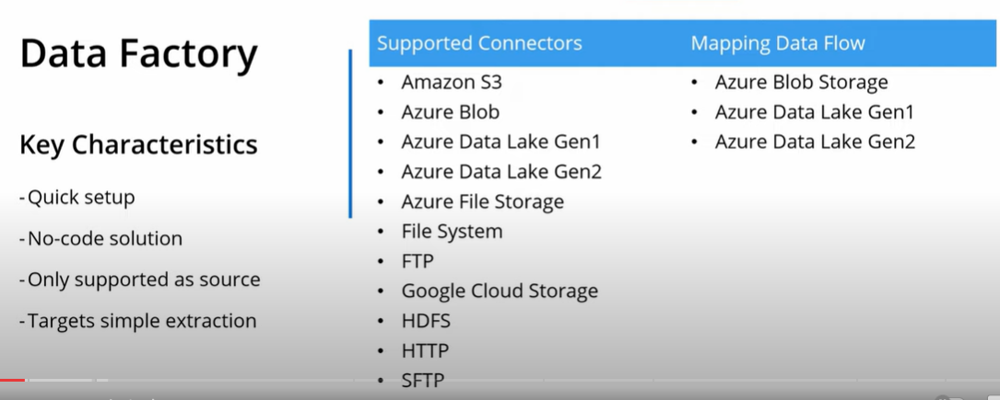 Data Factory
Key Characteristics
-Quick setup
-No-code solution
-Only supported as source
-Targets simple extraction
Supported Connectors
• Amazon S3
• Azure Blob
• Azure Data Lake Gen1
• Azure Data Lake Gen2
• Azure File Storage
• File System
• FTP
• Google Cloud Storage
• HDFS
• HTTP
• SFTP
Mapping Data Flow
• Azure Blob Storage
• Azure Data Lake Gen1
• Azure Data Lake Gen2